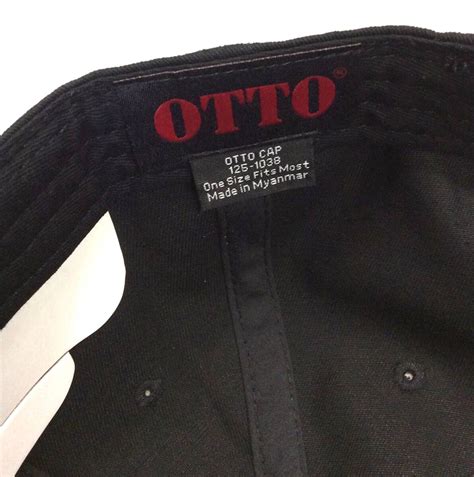 OTTO®
OTTO CAP
125-1038
One Size Fits Most
Made in Myanmar